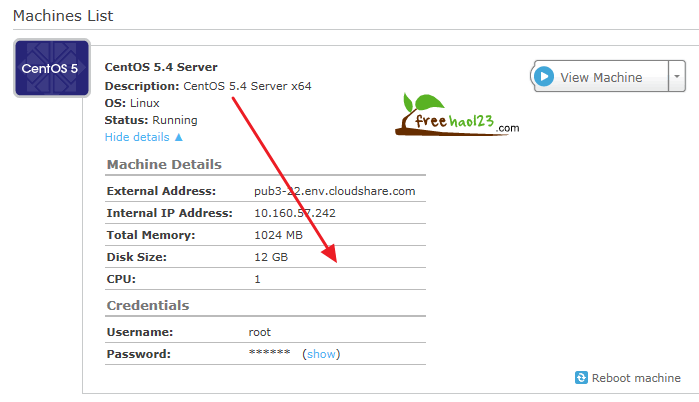 Machines List
CentOS 5
CentOS 5.4 Server
Description: CentOS 5.4 Server x64
OS: Linux
Status: Running
Hide details ▲
View Machine
freehao123.com
Machine Details
External Address: pub3-22.env.cloudshare.com
Internal IP Address: 10.160.57.242
Total Memory: 1024 MB
Disk Size: 12 GB
CPU: 1
Credentials
Username: root
Password: ****** (show)
Reboot machine